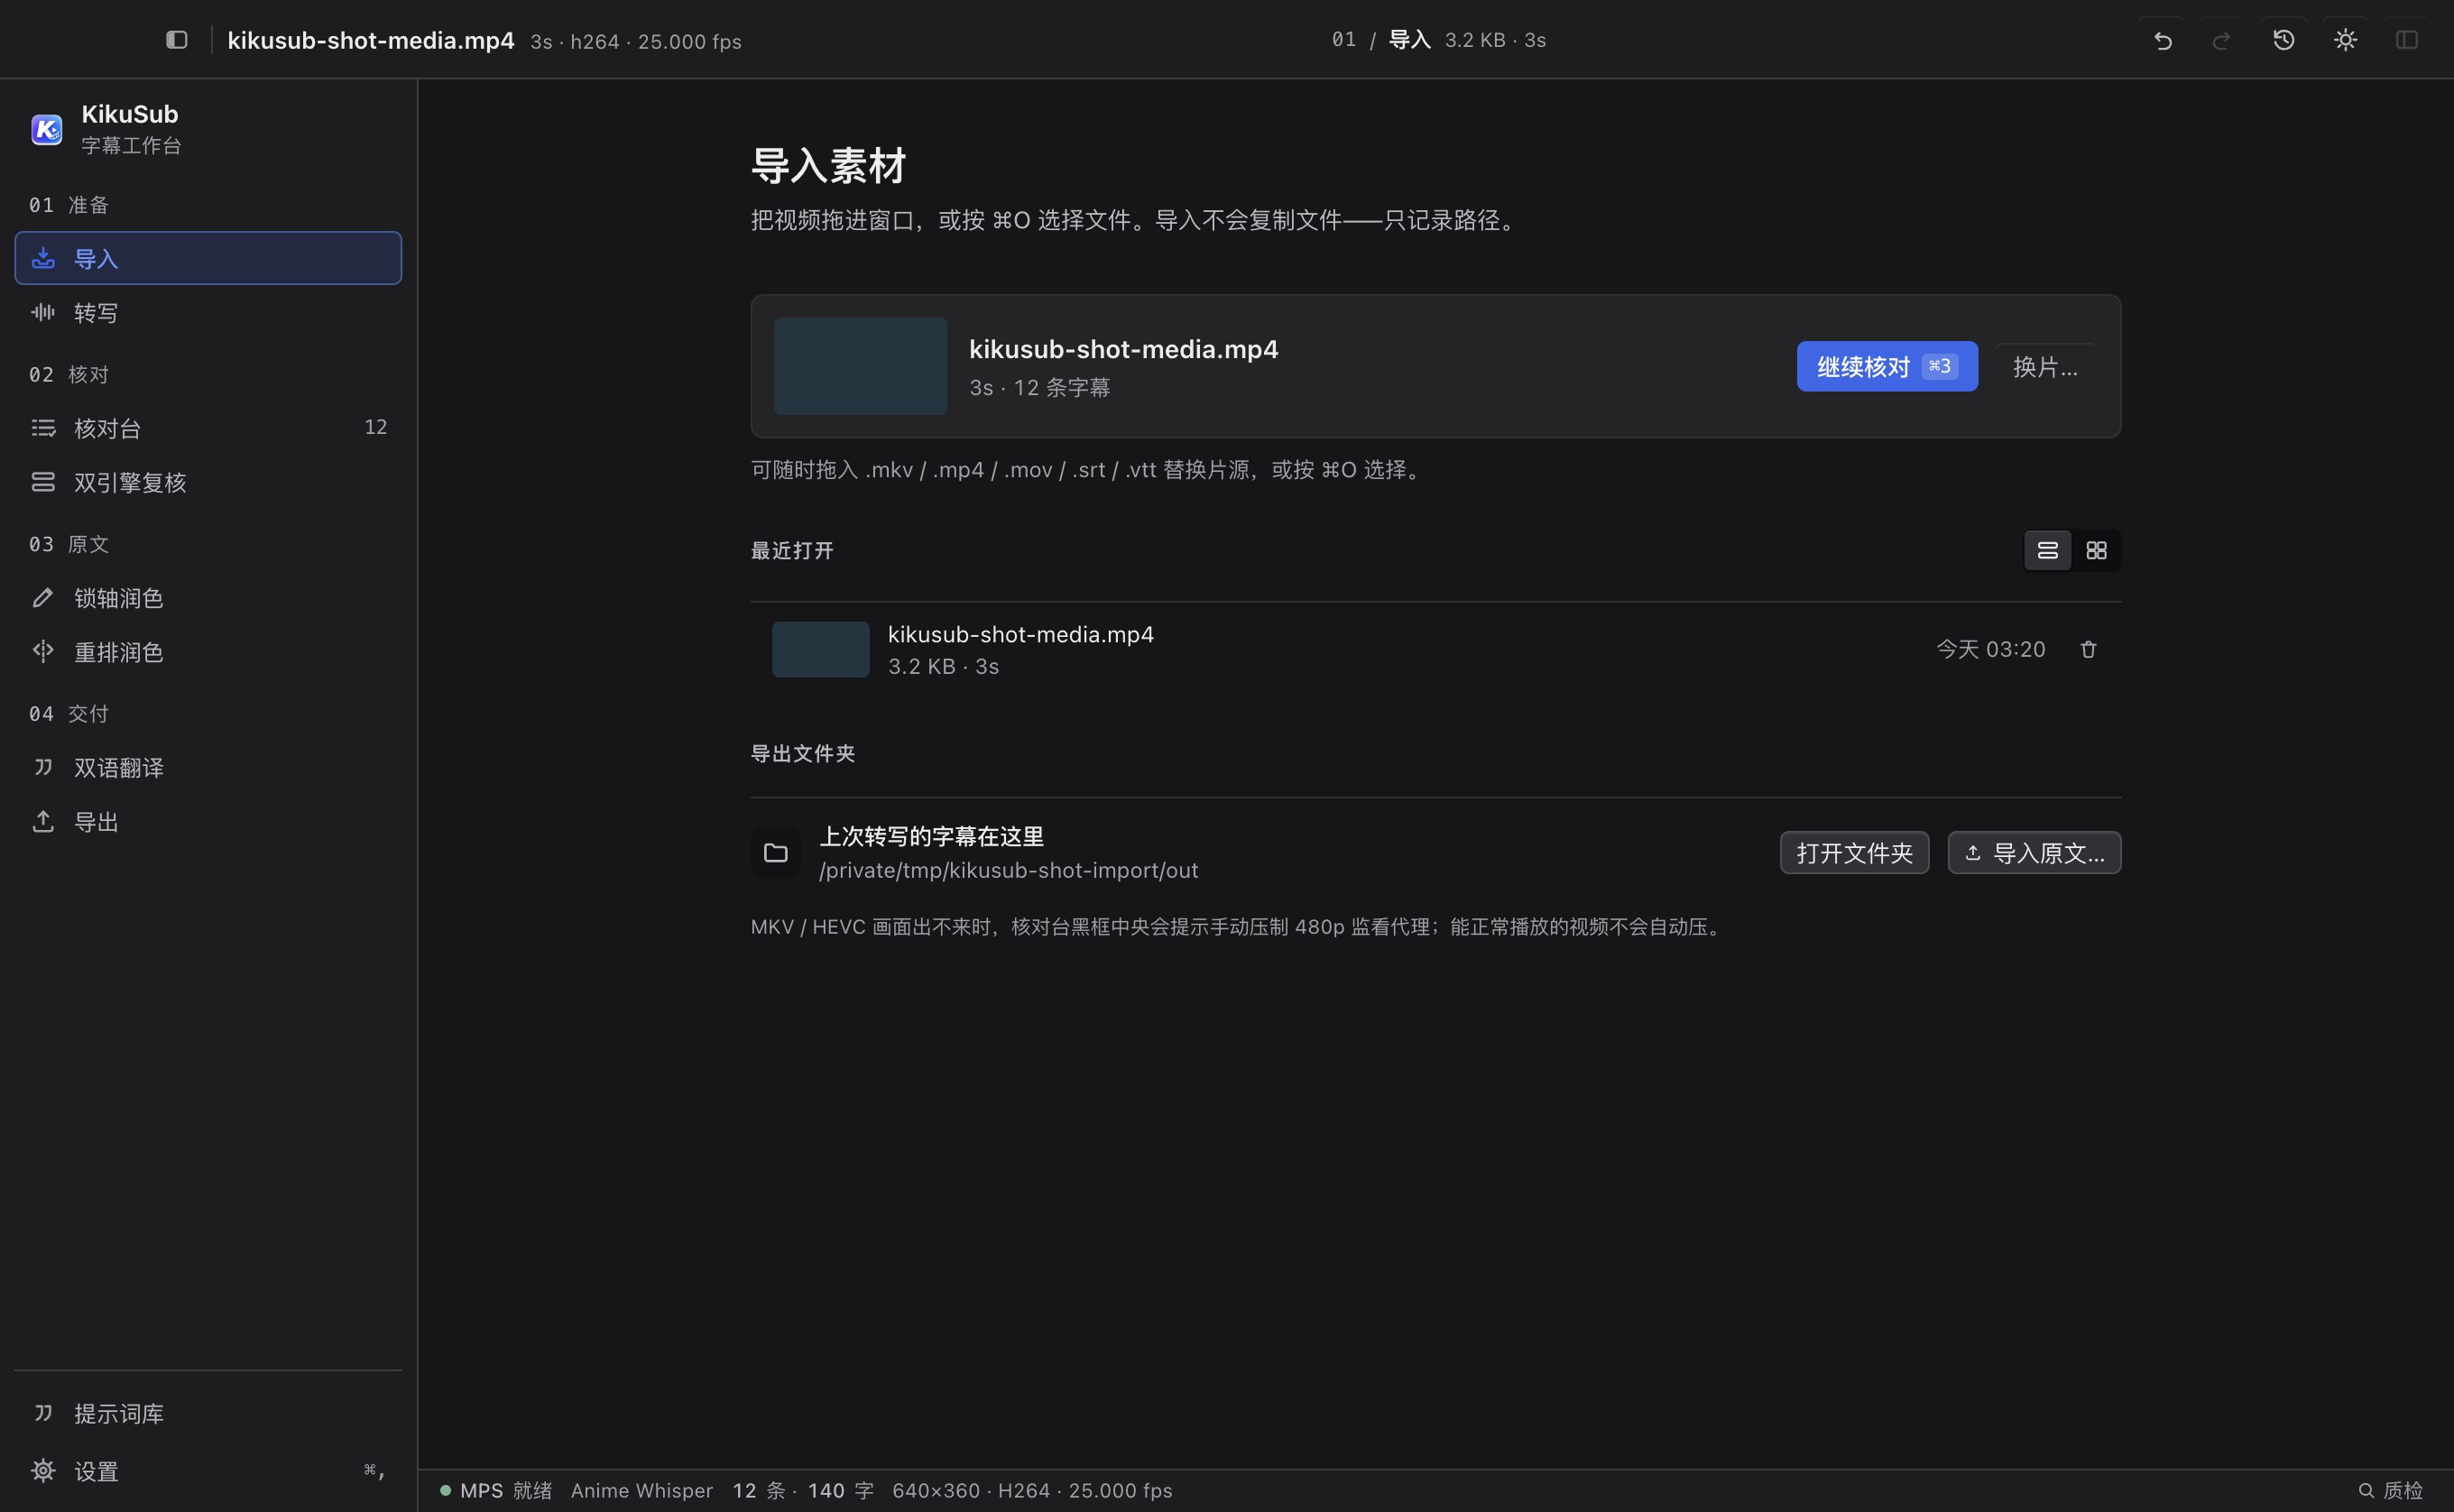 kikusub-shot-media.mp4 3s · h264 · 25.000 fps
01 / 导入 3.2 KB · 3s
KikuSub
字幕工作台
01 准备
导入
转写
02 核对
核对台 12
双引擎复核
03 原文
锁轴润色
重排润色
04 交付
双语翻译
导出
提示词库
设置 ⌘,
导入素材
把视频拖进窗口，或按 ⌘O 选择文件。导入不会复制文件——只记录路径。
kikusub-shot-media.mp4
3s · 12 条字幕
继续核对 ⌘3
换片…
可随时拖入 .mkv / .mp4 / .mov / .srt / .vtt 替换片源，或按 ⌘O 选择。
最近打开
kikusub-shot-media.mp4
3.2 KB · 3s
今天 03:20
导出文件夹
上次转写的字幕在这里
/private/tmp/kikusub-shot-import/out
打开文件夹
导入原文…
MKV / HEVC 画面出不来时，核对台黑框中央会提示手动压制 480p 监看代理；能正常播放的视频不会自动压。
MPS 就绪 Anime Whisper 12 条 · 140 字 640×360 · H264 · 25.000 fps
质检